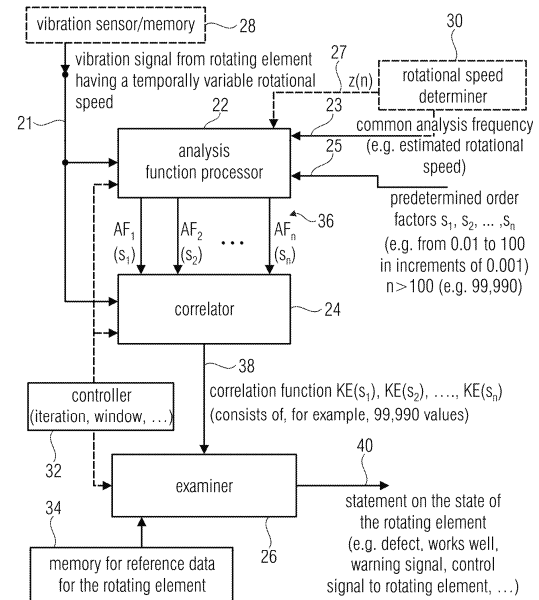 vibration sensor/memory
28
vibration signal from rotating element
having a temporally variable rotational
speed
27
z(n)
30
rotational speed
determiner
21
22
23
common analysis frequency
(e.g. estimated rotational
speed)
analysis
function processor
25
predetermined order
factors s1, s2, ... ,sn
(e.g. from 0.01 to 100
in increments of 0.001)
n>100 (e.g. 99,990)
AF1 AF2 ... AFn
(s1) (s2) (sn)
36
correlator
24
38
correlation function KE(s1), KE(s2), ...., KE(sn)
(consists of, for example, 99,990 values)
controller
(iteration, window, ...)
32
examiner
40
26
statement on the state of
the rotating element
(e.g. defect, works well,
warning signal, control
signal to rotating element, ...)
34
memory for reference data
for the rotating element